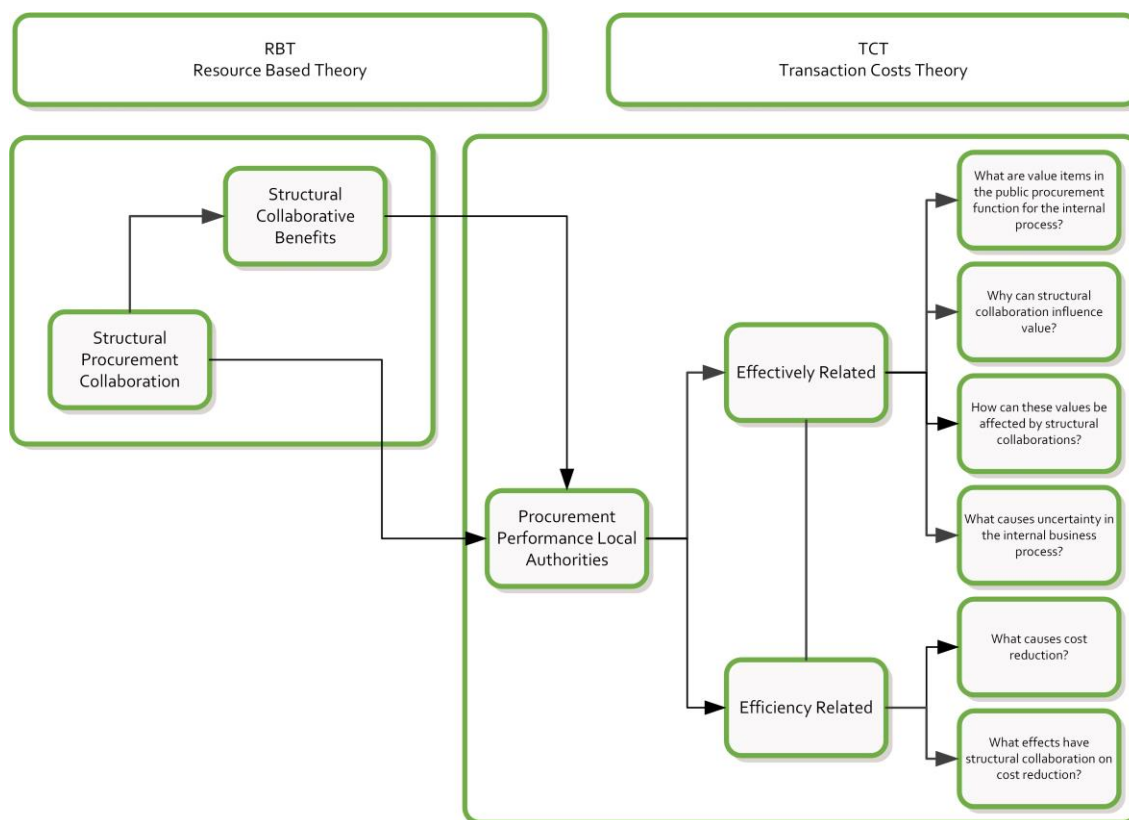 RBT
Resource Based Theory
TCT
Transaction Costs Theory
Structural
Collaborative
Benefits
Structural
Procurement
Collaboration
Procurement
Performance Local
Authorities
Effectively Related
Efficiency Related
What are value items in
the public procurement
function for the internal
process?
Why can structural
collaboration influence
value?
How can these values be
affected by structural
collaborations?
What causes uncertainty in
the internal business
process?
What causes cost
reduction?
What effects have
structural collaboration on
cost reduction?